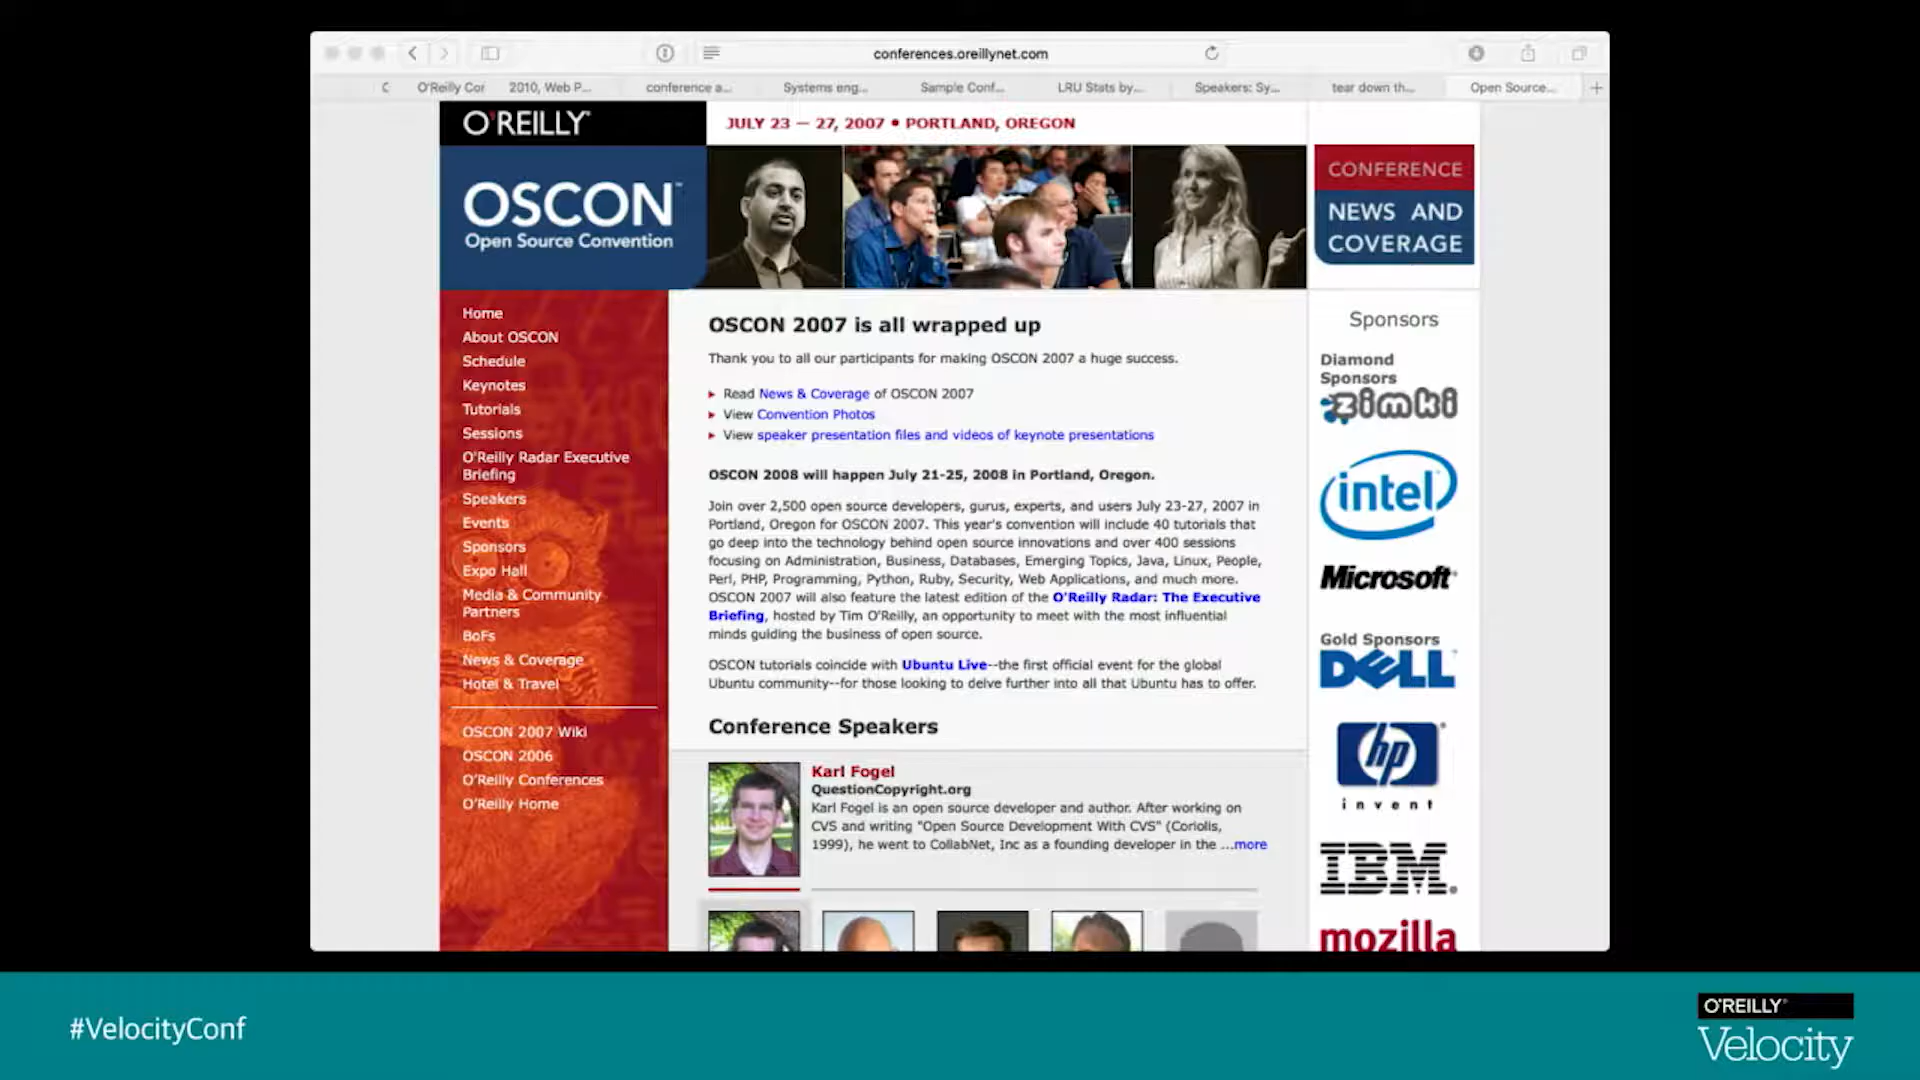 conferences.oreillynet.com
C
O'Reilly Cor
2010, Web P...
conference a...
Systems eng...
Sample Conf...
LRU Stats by...
Speakers: Sy...
tear down th...
Open Source...
O'REILLY
JULY 23 — 27, 2007 • PORTLAND, OREGON
OSCON™
Open Source Convention
CONFERENCE
NEWS AND
COVERAGE
Home
About OSCON
Schedule
Keynotes
Tutorials
Sessions
O'Reilly Radar Executive
Briefing
Speakers
Events
Sponsors
Expo Hall
Media & Community
Partners
BoFs
News & Coverage
Hotel & Travel
OSCON 2007 Wiki
OSCON 2006
O'Reilly Conferences
O'Reilly Home
OSCON 2007 is all wrapped up
Thank you to all our participants for making OSCON 2007 a huge success.
Read News & Coverage of OSCON 2007
View Convention Photos
View speaker presentation files and videos of keynote presentations
OSCON 2008 will happen July 21-25, 2008 in Portland, Oregon.
Join over 2,500 open source developers, gurus, experts, and users July 23-27, 2007 in
Portland, Oregon for OSCON 2007. This year's convention will include 40 tutorials that
go deep into the technology behind open source innovations and over 400 sessions
focusing on Administration, Business, Databases, Emerging Topics, Java, Linux, People,
Perl, PHP, Programming, Python, Ruby, Security, Web Applications, and much more.
OSCON 2007 will also feature the latest edition of the O'Reilly Radar: The Executive
Briefing, hosted by Tim O'Reilly, an opportunity to meet with the most influential
minds guiding the business of open source.
OSCON tutorials coincide with Ubuntu Live--the first official event for the global
Ubuntu community--for those looking to delve further into all that Ubuntu has to offer.
Conference Speakers
Karl Fogel
QuestionCopyright.org
Karl Fogel is an open source developer and author. After working on
CVS and writing "Open Source Development With CVS" (Coriolis,
1999), he went to CollabNet, Inc as a founding developer in the ...more
Sponsors
Diamond
Sponsors
zimki
intel
Microsoft
Gold Sponsors
DELL
hp
invent
IBM
mozilla
#VelocityConf
O'REILLY
Velocity